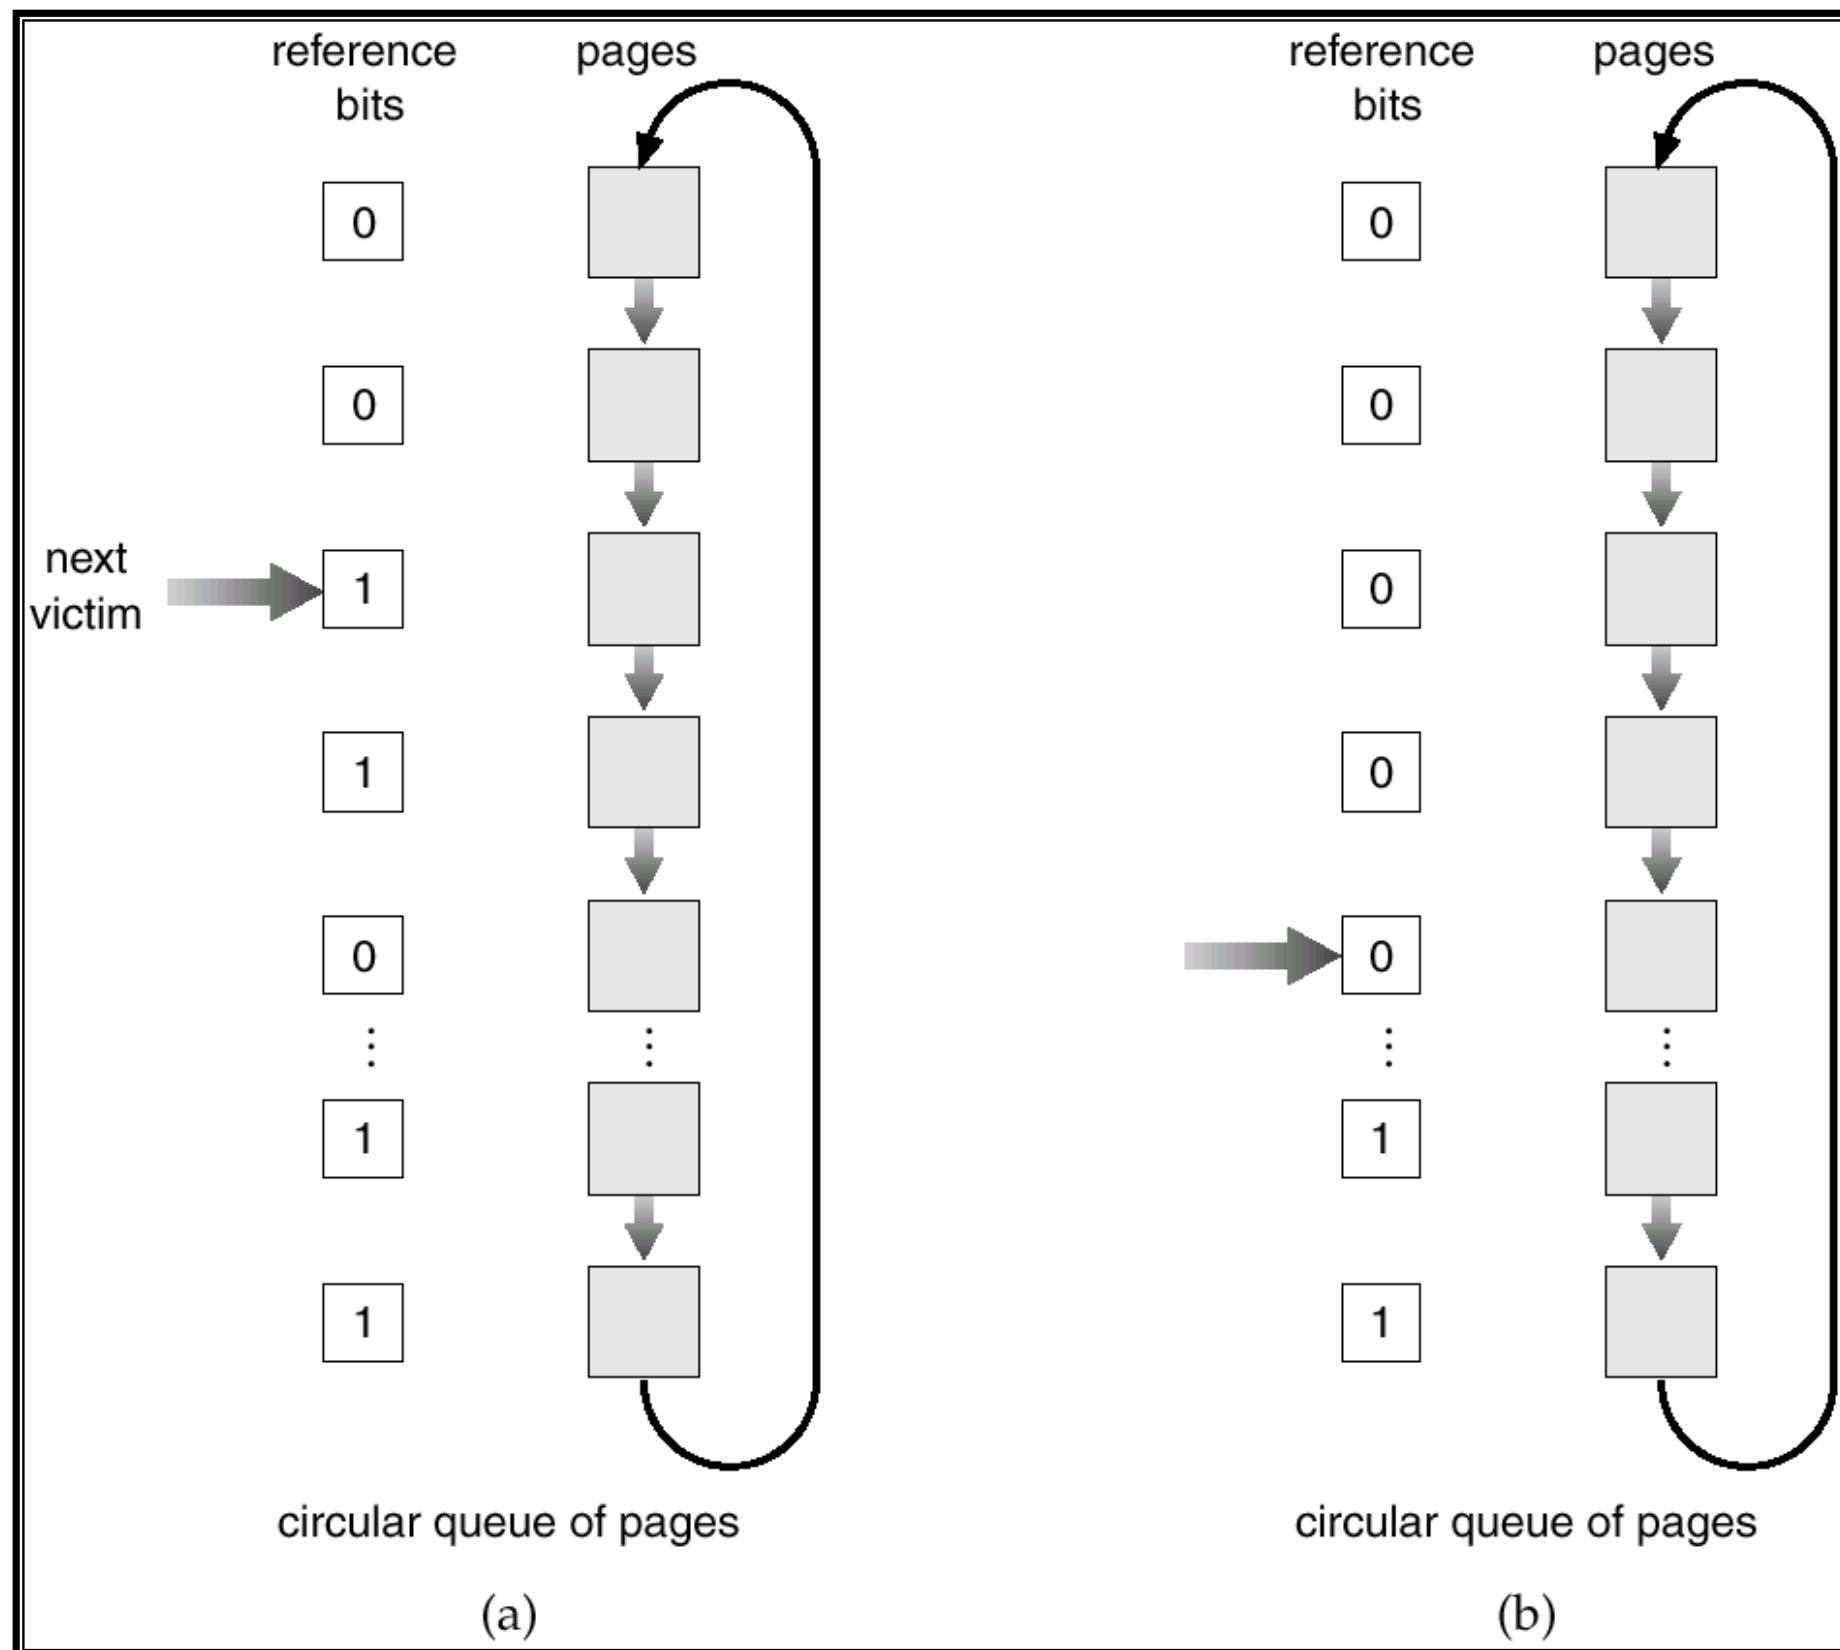 reference
bits
pages
0
0
next
victim
1
1
0
⋮ ⋮
1
1
circular queue of pages
(a)
reference
bits
pages
0
0
0
0
0
⋮ ⋮
1
1
circular queue of pages
(b)